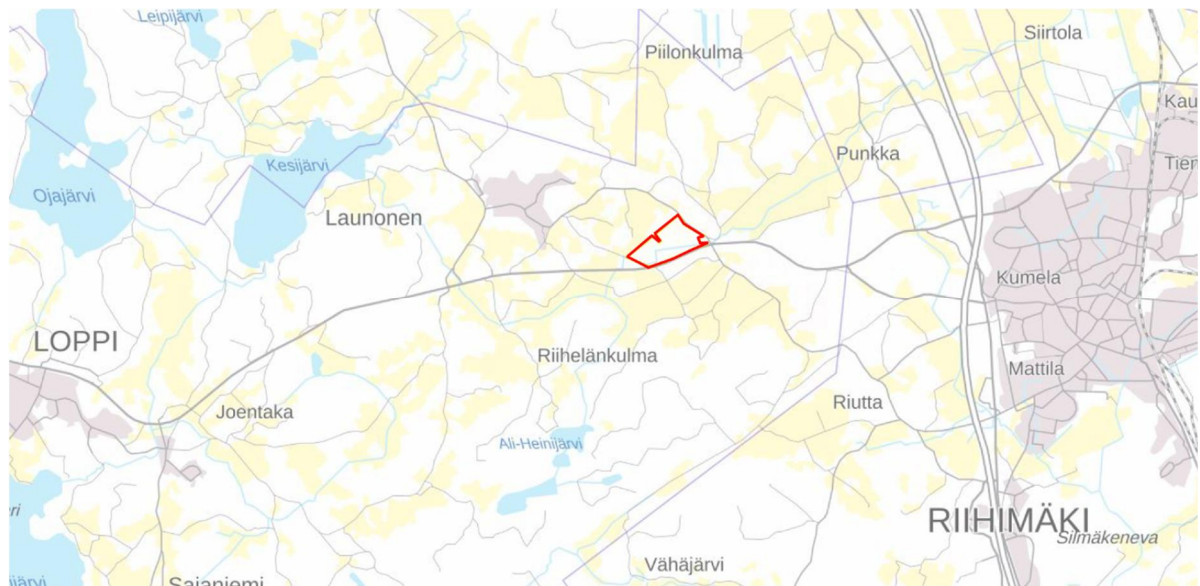 Leipijärvi
Siirtola
Piilonkulma
Kau
Punkka
Tien
Kesijärvi
Ojajärvi
Launonen
Kumela
LOPPI
Riihelänkulma
Mattila
Joentaka
Riutta
Ali-Heinijärvi
RIIHIMÄKI
Silmäkeneva
Vähäjärvi
Sajaniemi